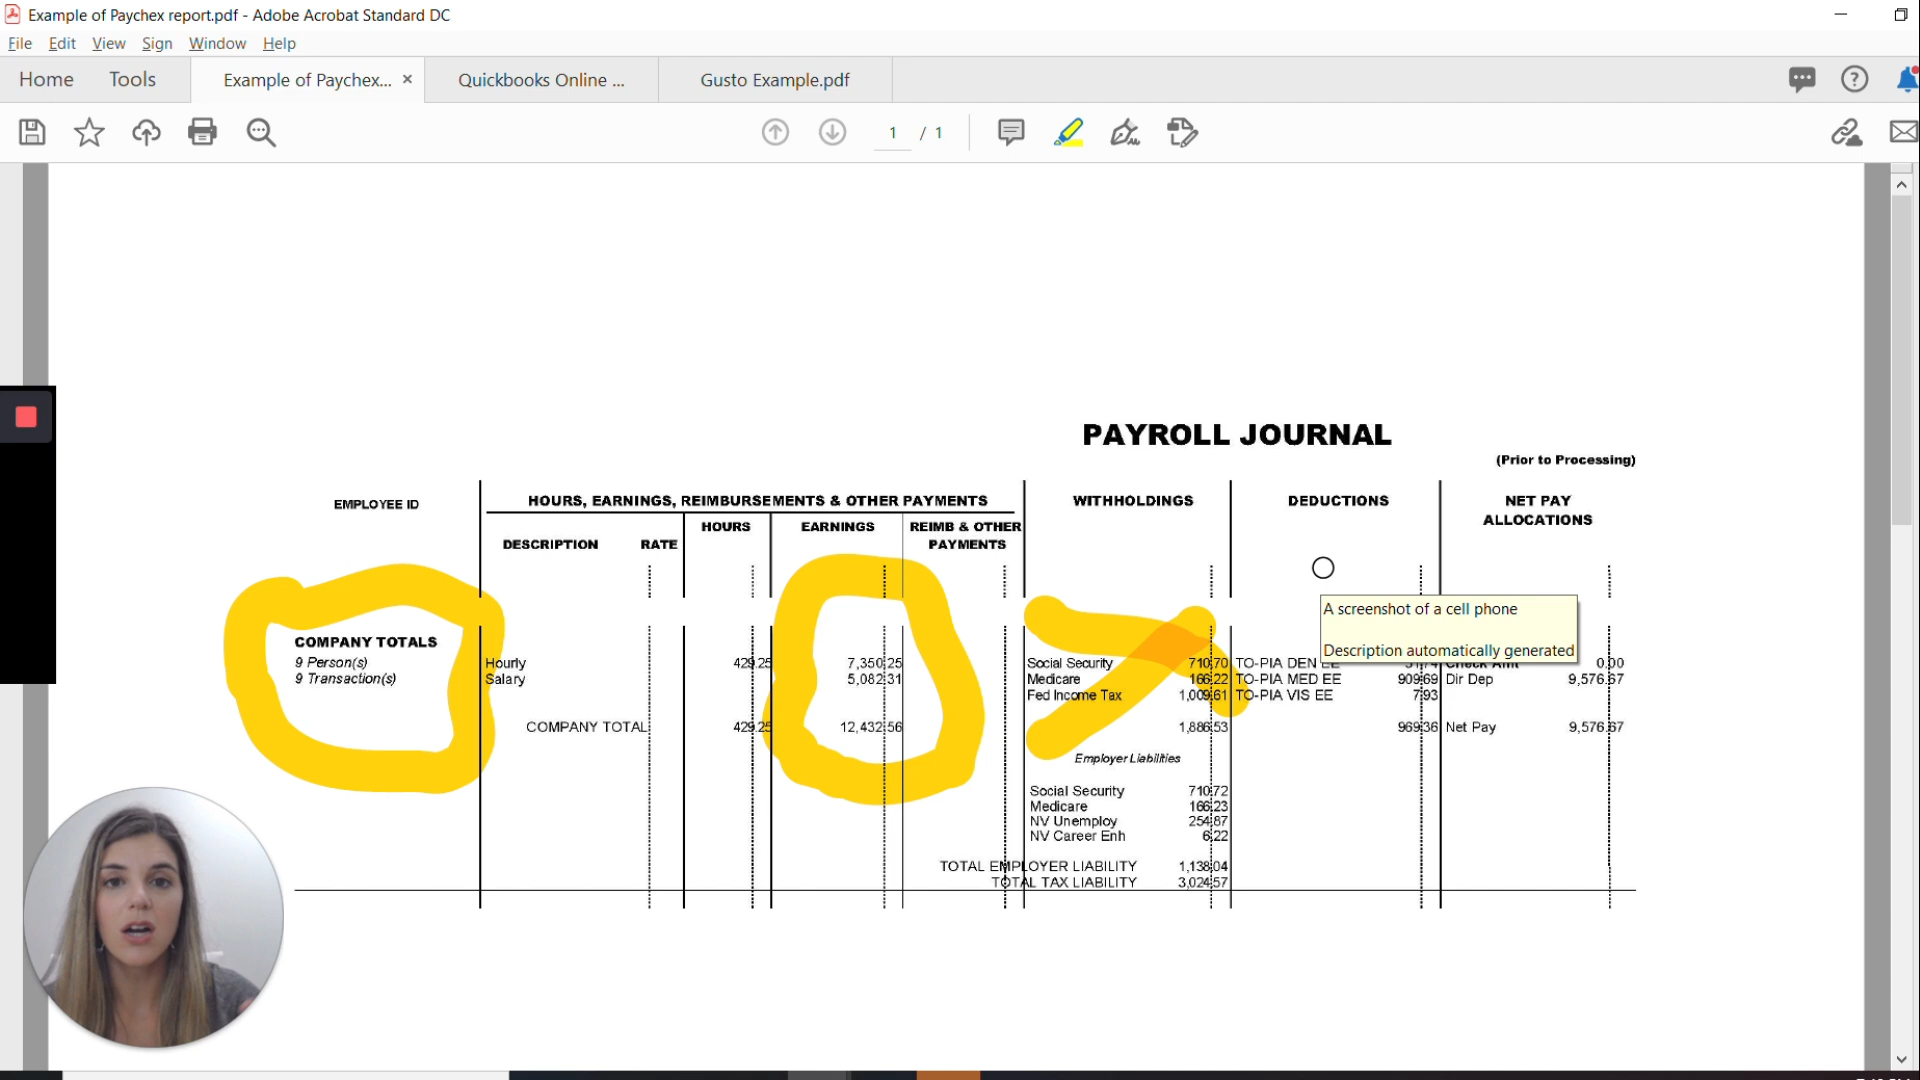 Example of Paychex report.pdf - Adobe Acrobat Standard DC
File Edit View Sign Window Help
Home Tools Example of Paychex... × Quickbooks Online ... Gusto Example.pdf
1 / 1
PAYROLL JOURNAL
(Prior to Processing)
EMPLOYEE ID
HOURS, EARNINGS, REIMBURSEMENTS & OTHER PAYMENTS
WITHHOLDINGS
DEDUCTIONS
NET PAY
ALLOCATIONS
DESCRIPTION RATE
HOURS
EARNINGS
REIMB & OTHER
PAYMENTS
A screenshot of a cell phone
Description automatically generated
COMPANY TOTALS
9 Person(s) Hourly 429.25 7,350.25 Social Security 710.70 TO-PIA DEN EE 0.00
9 Transaction(s) Salary 5,082.31 Medicare 166.22 TO-PIA MED EE 909.69 Dir Dep 9,576.67
Fed Income Tax 1,009.61 TO-PIA VIS EE 7.93
COMPANY TOTAL 429.25 12,432.56 1,886.53 969.36 Net Pay 9,576.67
Employer Liabilities
Social Security 710.72
Medicare 166.23
NV Unemploy 254.87
NV Career Enh 6.22
TOTAL EMPLOYER LIABILITY 1,138.04
TOTAL TAX LIABILITY 3,024.57